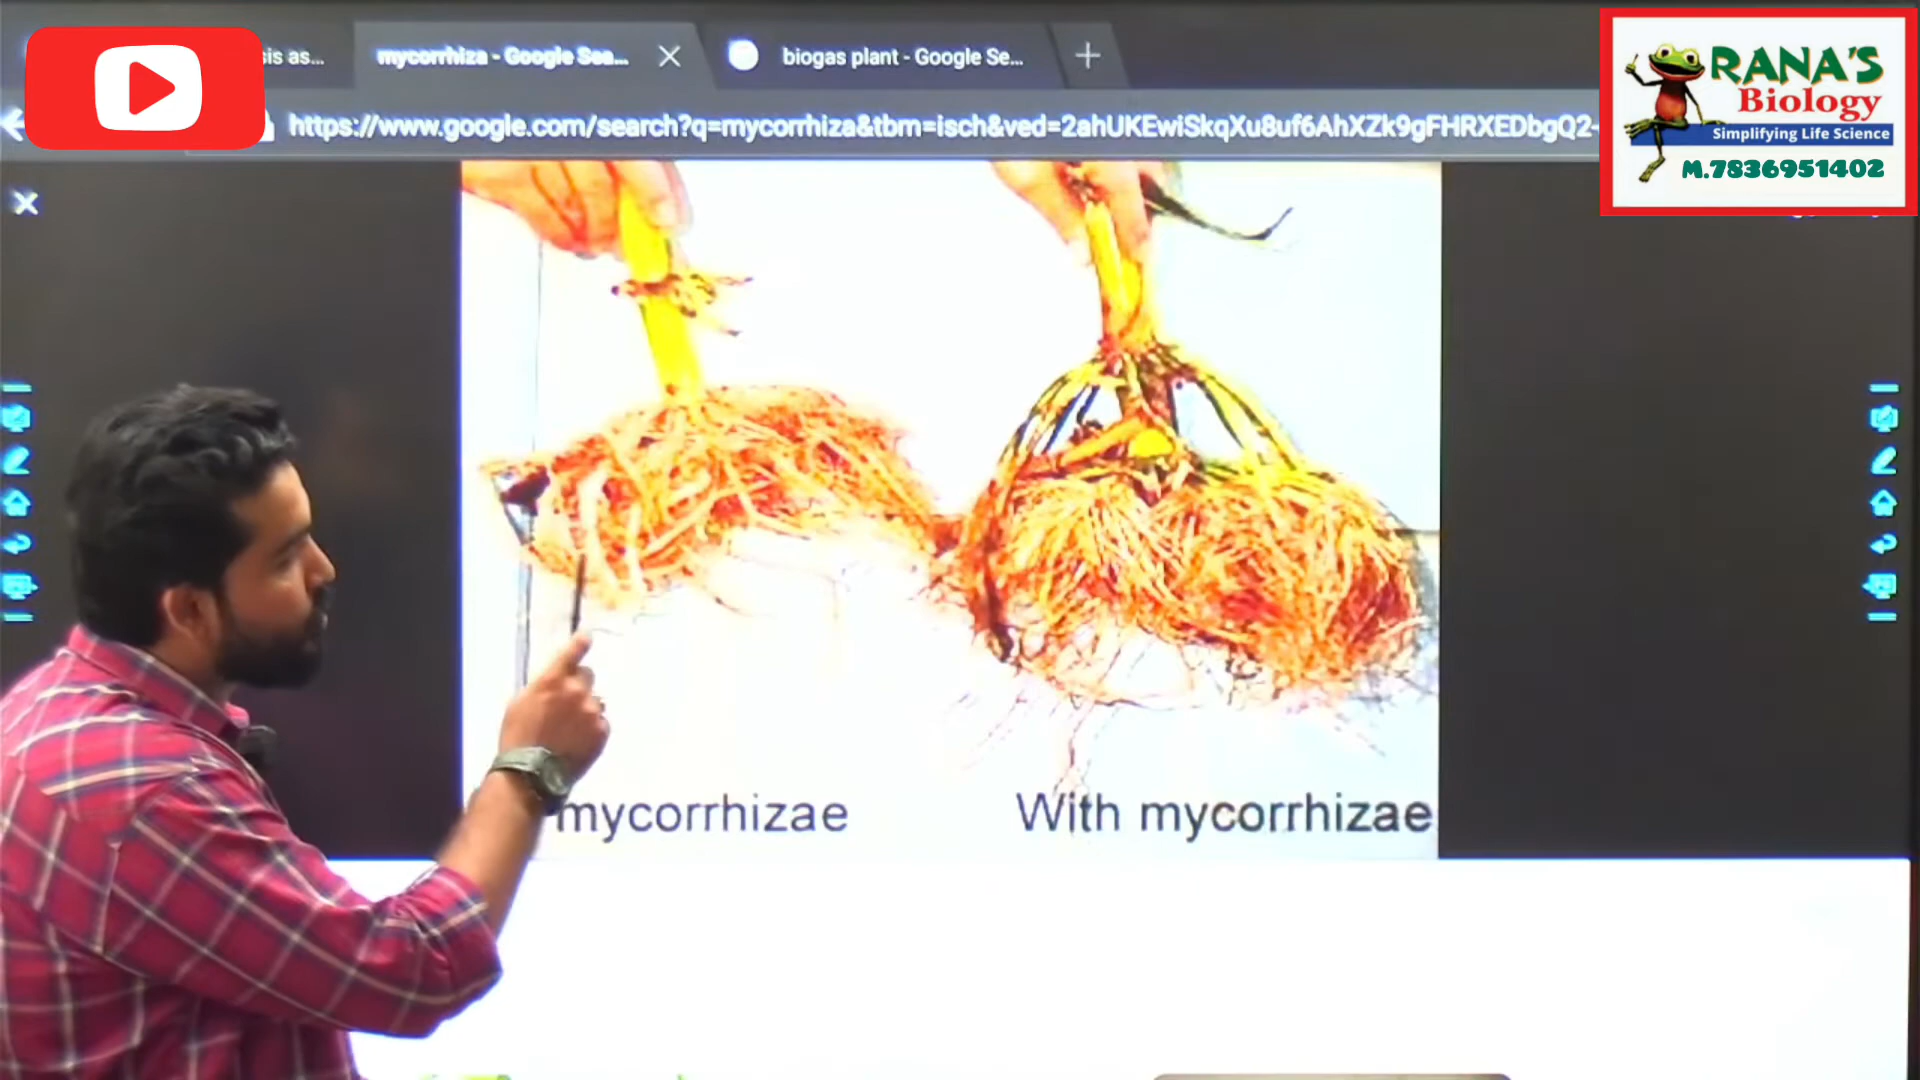 sis as...
mycorrhiza - Google Sea...
biogas plant - Google Se...
https://www.google.com/search?q=mycorrhiza&tbm=isch&ved=2ahUKEwiSkqXu8uf6AhXZk9gFHRXEDbgQ2-
RANA'S
Biology
Simplifying Life Science
M.7836951402
mycorrhizae
With mycorrhizae